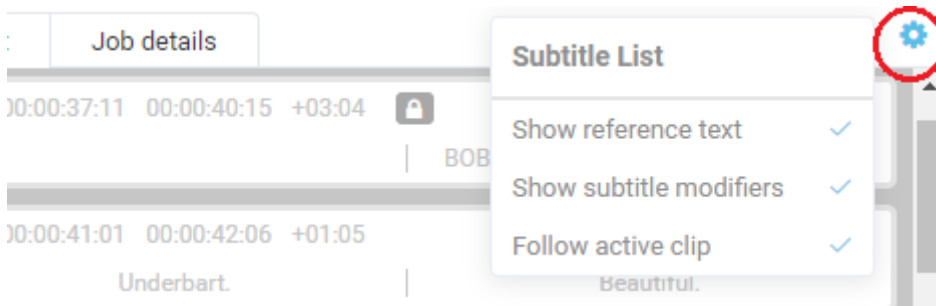 Job details
Subtitle List
00:00:37:11 00:00:40:15 +03:04
Show reference text
BOB
Show subtitle modifiers
00:00:41:01 00:00:42:06 +01:05
Follow active clip
Underbart. | Beautiful.